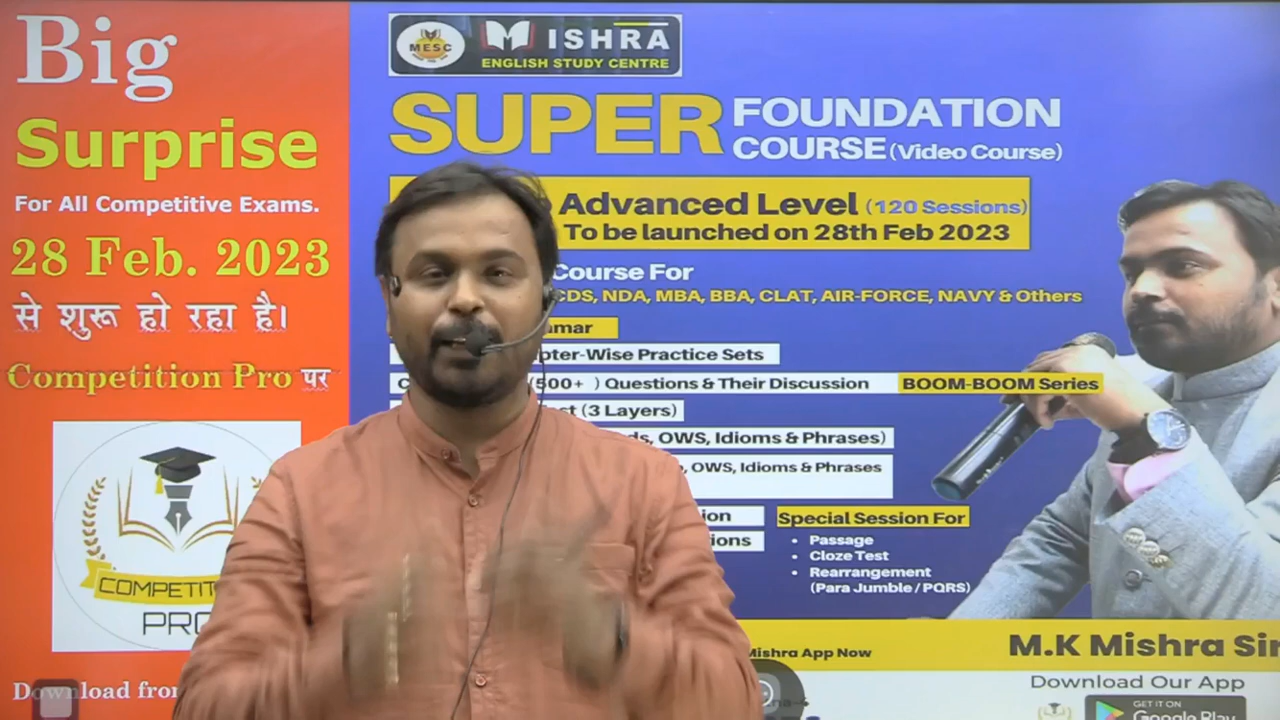 Big
Surprise
For All Competitive Exams.
28 Feb. 2023
से शुरू हो रहा है।
Competition Pro पर
COMPETIT
PRO
Download from
MESC
MISHRA
ENGLISH STUDY CENTRE
SUPER FOUNDATION
COURSE (Video Course)
Advanced Level (120 Sessions)
To be launched on 28th Feb 2023
Course For
CDS, NDA, MBA, BBA, CLAT, AIR-FORCE, NAVY & Others
mar
pter-Wise Practice Sets
(500+ ) Questions & Their Discussion BOOM-BOOM Series
st (3 Layers)
ds, OWS, Idioms & Phrases)
, OWS, Idioms & Phrases
ion
ions
Special Session For
• Passage
• Cloze Test
• Rearrangement
(Para Jumble / PQRS)
Mishra App Now
M.K Mishra Sir
Download Our App
GET IT ON
Google Play